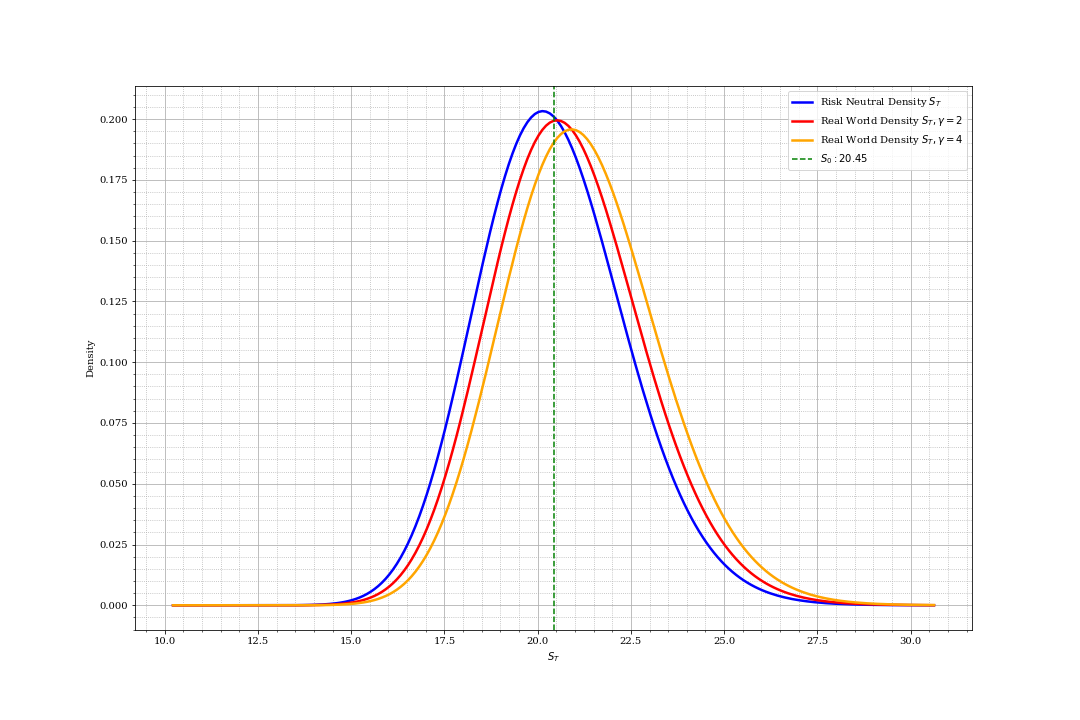 Risk Neutral Density $S_T$
Real World Density $S_T, \gamma = 2$
Real World Density $S_T, \gamma = 4$
$S_0: 20.45$
0.200
0.175
0.150
0.125
0.100
0.075
0.050
0.025
0.000
Density
10.0 12.5 15.0 17.5 20.0 22.5 25.0 27.5 30.0
$S_T$